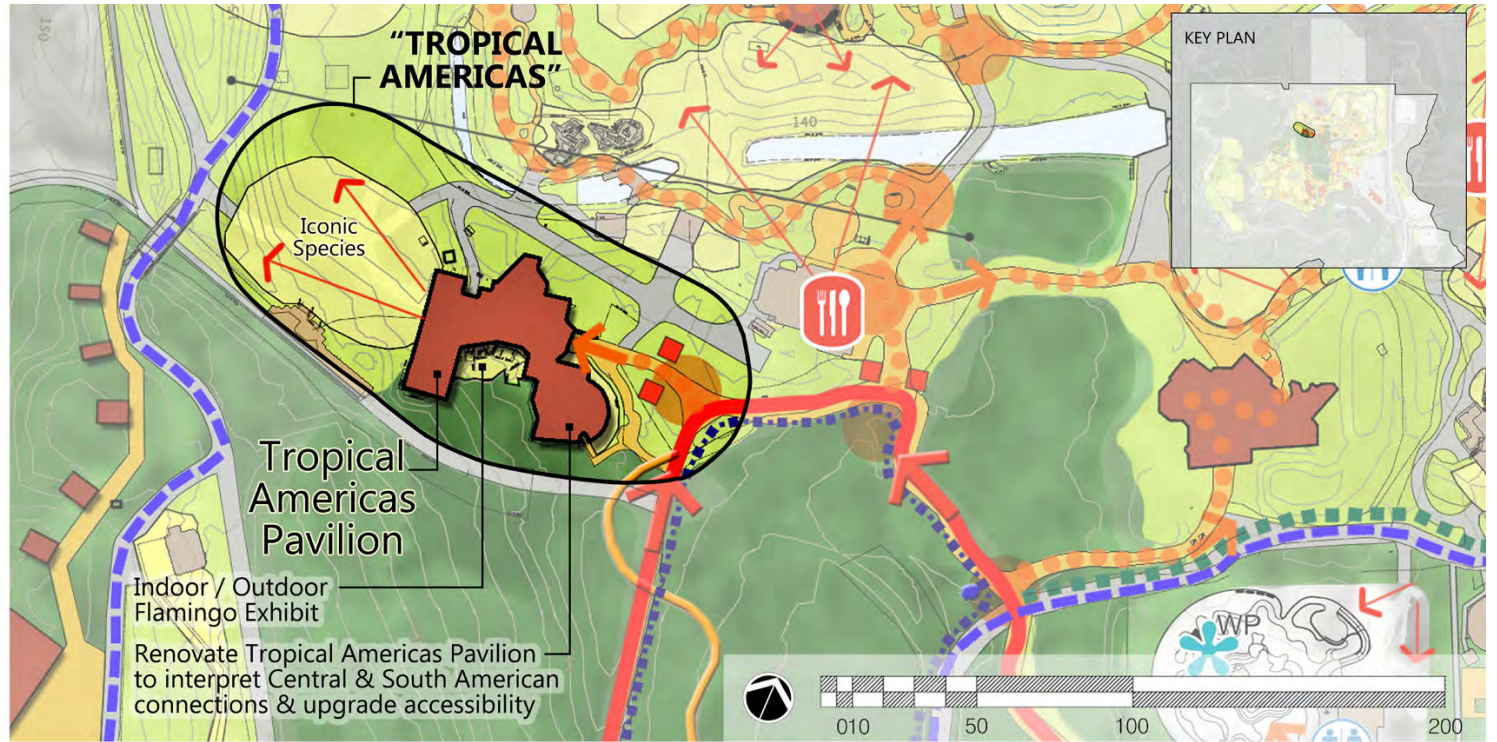 "TROPICAL
AMERICAS"
KEY PLAN
150
140
Iconic
Species
Tropical
Americas
Pavilion
Indoor / Outdoor
Flamingo Exhibit
Renovate Tropical Americas Pavilion
to interpret Central & South American
connections & upgrade accessibility
WP
0 10 50 100 200